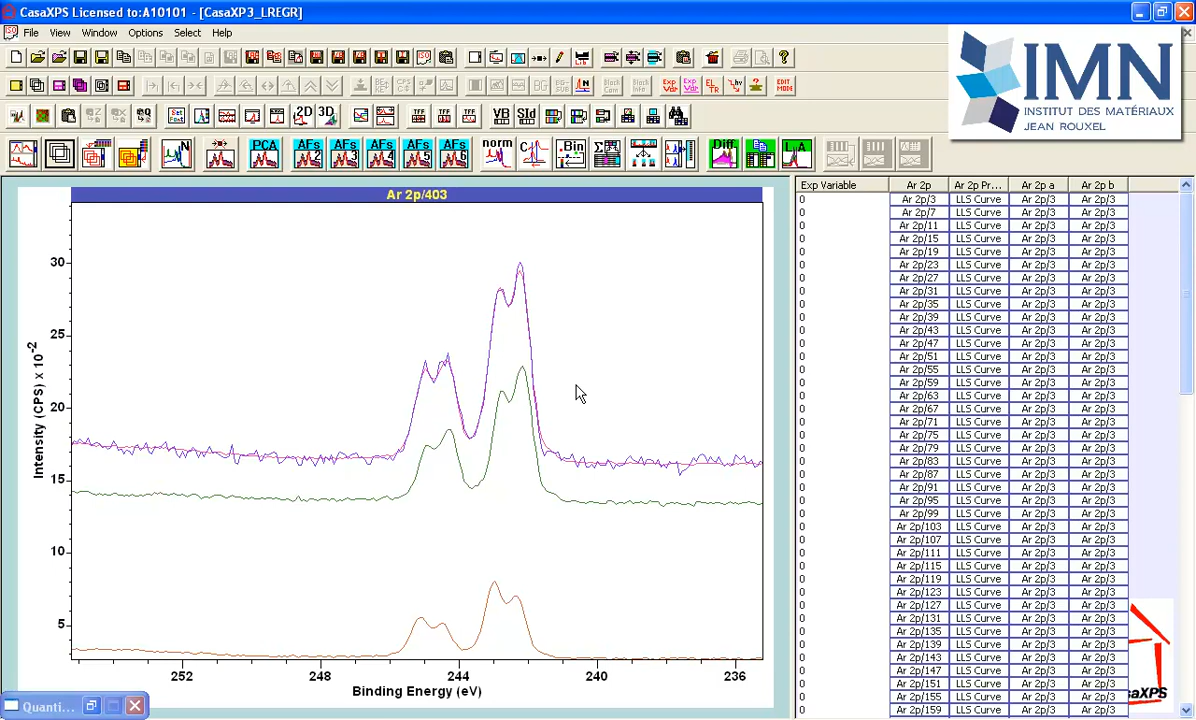 CasaXPS Licensed to:A10101 - [CasaXP3_LREGR]
File View Window Options Select Help
IMN
INSTITUT DES MATÉRIAUX
JEAN ROUXEL
VB SId 2D 3D
norm PCA AFs 2 AFs 3 AFs 4 AFs 5 AFs 6 .Bin Diff. L A
Ar 2p/403
Intensity (CPS) x 10-2
30
25
20
15
10
5
252 248 244 240 236
Binding Energy (eV)
Exp Variable Ar 2p Ar 2p Pr... Ar 2p a Ar 2p b
0 Ar 2p/3 LLS Curve Ar 2p/3 Ar 2p/3
0 Ar 2p/7 LLS Curve Ar 2p/3 Ar 2p/3
0 Ar 2p/11 LLS Curve Ar 2p/3 Ar 2p/3
0 Ar 2p/15 LLS Curve Ar 2p/3 Ar 2p/3
0 Ar 2p/19 LLS Curve Ar 2p/3 Ar 2p/3
0 Ar 2p/23 LLS Curve Ar 2p/3 Ar 2p/3
0 Ar 2p/27 LLS Curve Ar 2p/3 Ar 2p/3
0 Ar 2p/31 LLS Curve Ar 2p/3 Ar 2p/3
0 Ar 2p/35 LLS Curve Ar 2p/3 Ar 2p/3
0 Ar 2p/39 LLS Curve Ar 2p/3 Ar 2p/3
0 Ar 2p/43 LLS Curve Ar 2p/3 Ar 2p/3
0 Ar 2p/47 LLS Curve Ar 2p/3 Ar 2p/3
0 Ar 2p/51 LLS Curve Ar 2p/3 Ar 2p/3
0 Ar 2p/55 LLS Curve Ar 2p/3 Ar 2p/3
0 Ar 2p/59 LLS Curve Ar 2p/3 Ar 2p/3
0 Ar 2p/63 LLS Curve Ar 2p/3 Ar 2p/3
0 Ar 2p/67 LLS Curve Ar 2p/3 Ar 2p/3
0 Ar 2p/71 LLS Curve Ar 2p/3 Ar 2p/3
0 Ar 2p/75 LLS Curve Ar 2p/3 Ar 2p/3
0 Ar 2p/79 LLS Curve Ar 2p/3 Ar 2p/3
0 Ar 2p/83 LLS Curve Ar 2p/3 Ar 2p/3
0 Ar 2p/87 LLS Curve Ar 2p/3 Ar 2p/3
0 Ar 2p/91 LLS Curve Ar 2p/3 Ar 2p/3
0 Ar 2p/95 LLS Curve Ar 2p/3 Ar 2p/3
0 Ar 2p/99 LLS Curve Ar 2p/3 Ar 2p/3
0 Ar 2p/103 LLS Curve Ar 2p/3 Ar 2p/3
0 Ar 2p/107 LLS Curve Ar 2p/3 Ar 2p/3
0 Ar 2p/111 LLS Curve Ar 2p/3 Ar 2p/3
0 Ar 2p/115 LLS Curve Ar 2p/3 Ar 2p/3
0 Ar 2p/119 LLS Curve Ar 2p/3 Ar 2p/3
0 Ar 2p/123 LLS Curve Ar 2p/3 Ar 2p/3
0 Ar 2p/127 LLS Curve Ar 2p/3 Ar 2p/3
0 Ar 2p/131 LLS Curve Ar 2p/3 Ar 2p/3
0 Ar 2p/135 LLS Curve Ar 2p/3 Ar 2p/3
0 Ar 2p/139 LLS Curve Ar 2p/3 Ar 2p/3
0 Ar 2p/143 LLS Curve Ar 2p/3 Ar 2p/3
0 Ar 2p/147 LLS Curve Ar 2p/3 Ar 2p/3
0 Ar 2p/151 LLS Curve Ar 2p/3 Ar 2p/3
0 Ar 2p/155 LLS Curve Ar 2p/3 Ar 2p/3
0 Ar 2p/159 LLS Curve Ar 2p/3 Ar 2p/3
saXPS
Quanti...